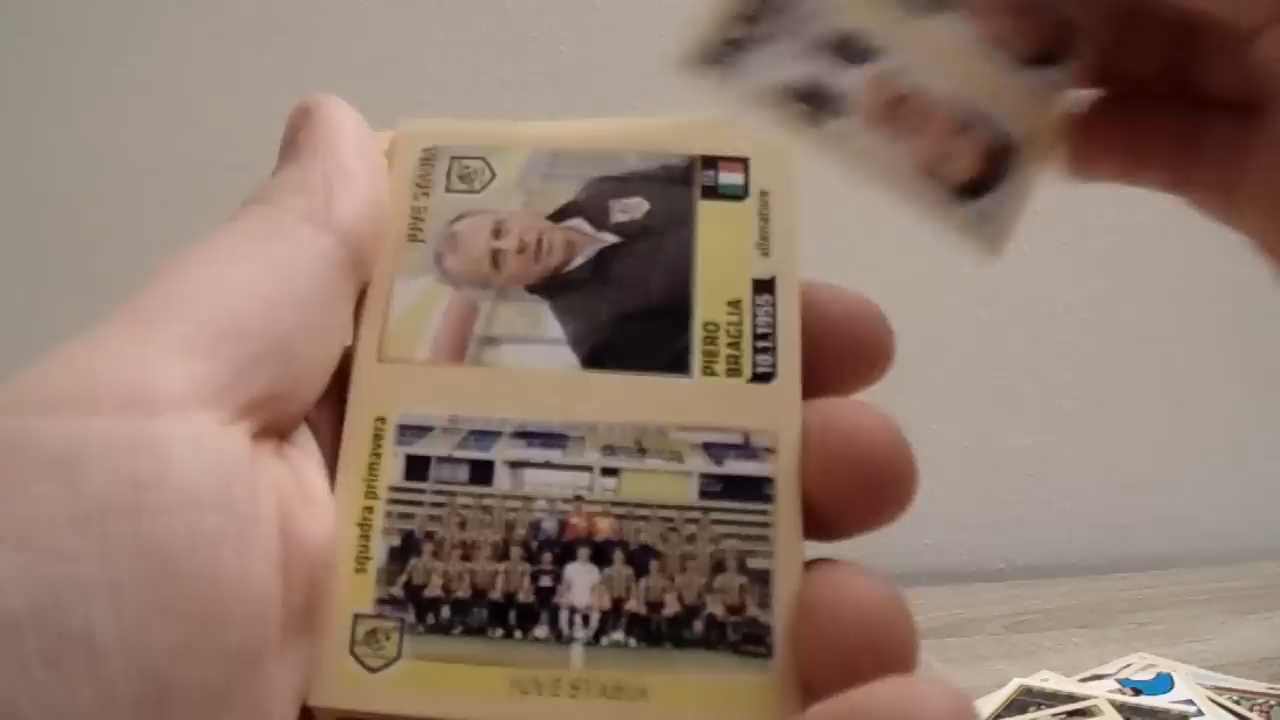 JUVE STABIA
PIERO
BRAGLIA
10.1.1955
allenatore
squadra primavera
JUVE STABIA